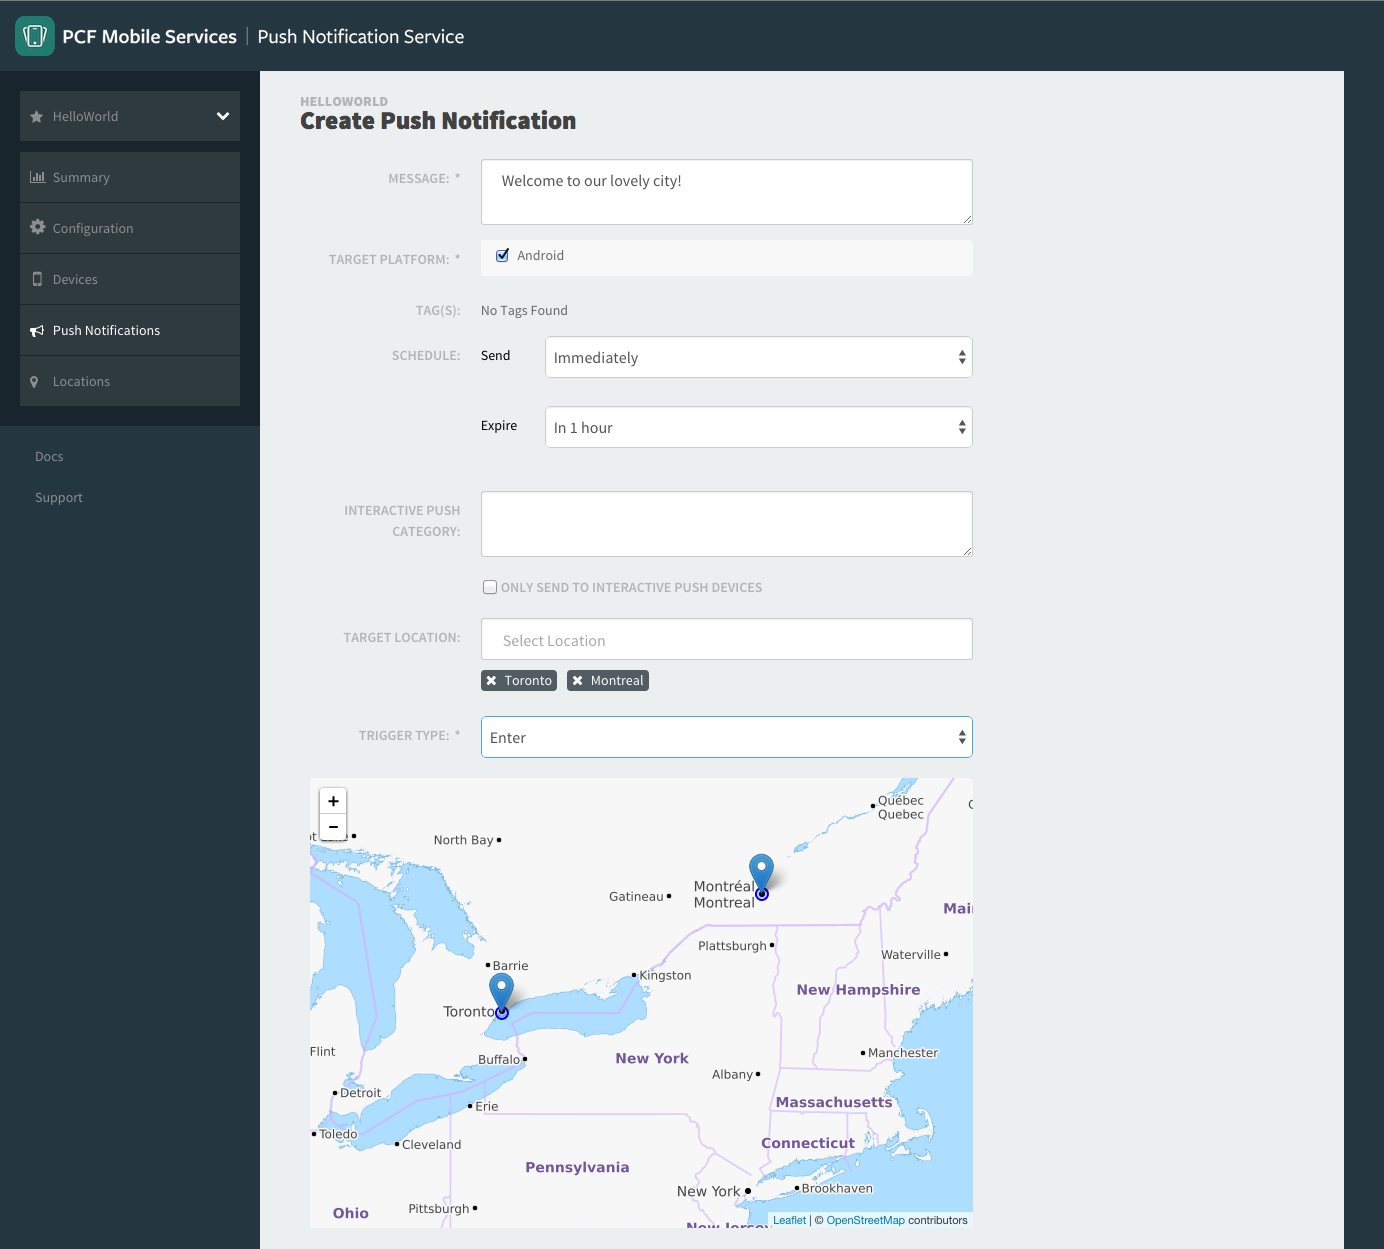 PCF Mobile Services | Push Notification Service
HelloWorld
Summary
Configuration
Devices
Push Notifications
Locations
Docs
Support
HELLOWORLD
Create Push Notification
MESSAGE: *
Welcome to our lovely city!
TARGET PLATFORM: *
Android
TAG(S):
No Tags Found
SCHEDULE:
Send
Immediately
Expire
In 1 hour
INTERACTIVE PUSH
CATEGORY:
ONLY SEND TO INTERACTIVE PUSH DEVICES
TARGET LOCATION:
Select Location
Toronto
Montreal
TRIGGER TYPE: *
Enter
+
−
Québec
Quebec
North Bay
Montréal
Montreal
Gatineau
Mai
Plattsburgh
Waterville
Barrie
Kingston
New Hampshire
Toronto
Flint
Buffalo
New York
Manchester
Albany
Detroit
Massachusetts
Erie
Toledo
Cleveland
Connecticut
Pennsylvania
New York
Brookhaven
Pittsburgh
Ohio
New Jersey
Leaflet | © OpenStreetMap contributors